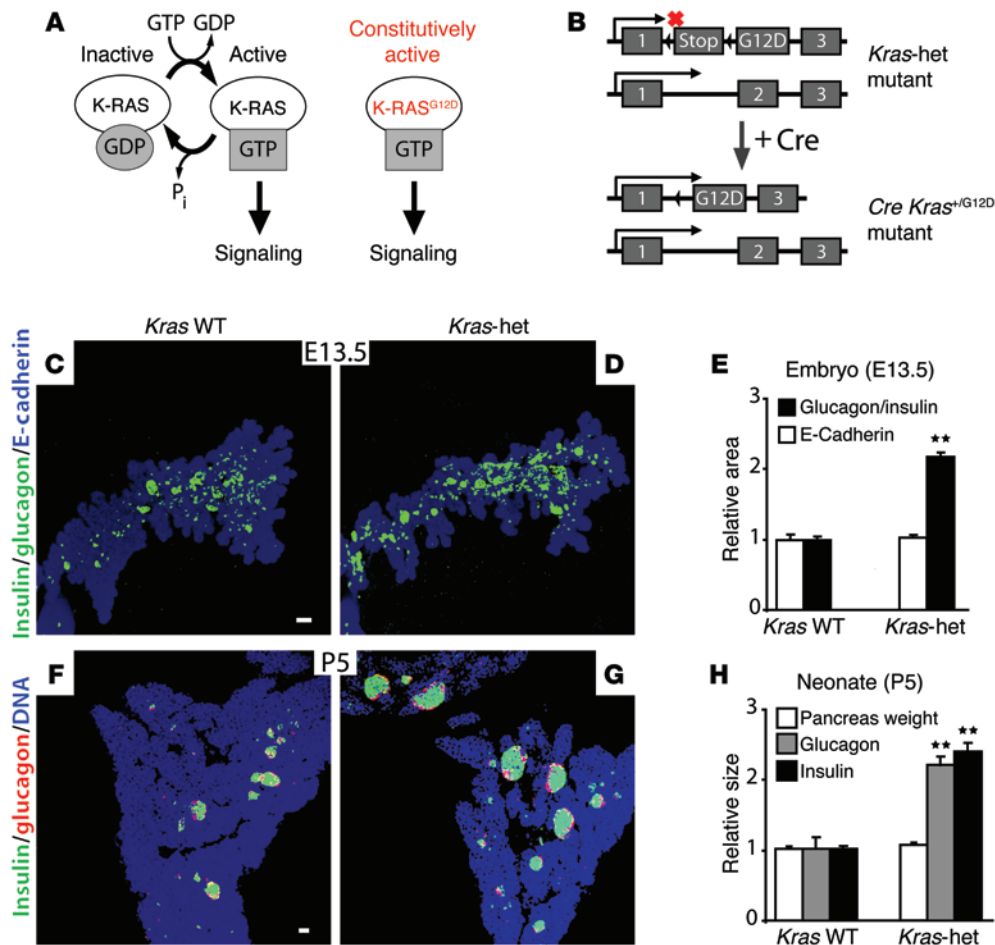 A
GTP GDP
Inactive
Active
K-RAS
GDP
K-RAS
GTP
Pi
Signaling
Constitutively
active
K-RASG12D
GTP
Signaling
B
1 Stop G12D 3
Kras-het
mutant
1 2 3
+ Cre
1 G12D 3
Cre Kras+/G12D
mutant
1 2 3
Kras WT
Kras-het
Insulin/glucagon/E-cadherin
C
E13.5
D
E
Embryo (E13.5)
Glucagon/insulin
E-Cadherin
Relative area
3
2
1
0
★★
Kras WT
Kras-het
Insulin/glucagon/DNA
F
P5
G
H
Neonate (P5)
Pancreas weight
Glucagon
Insulin
Relative size
3
2
1
0
★★
★★
Kras WT
Kras-het